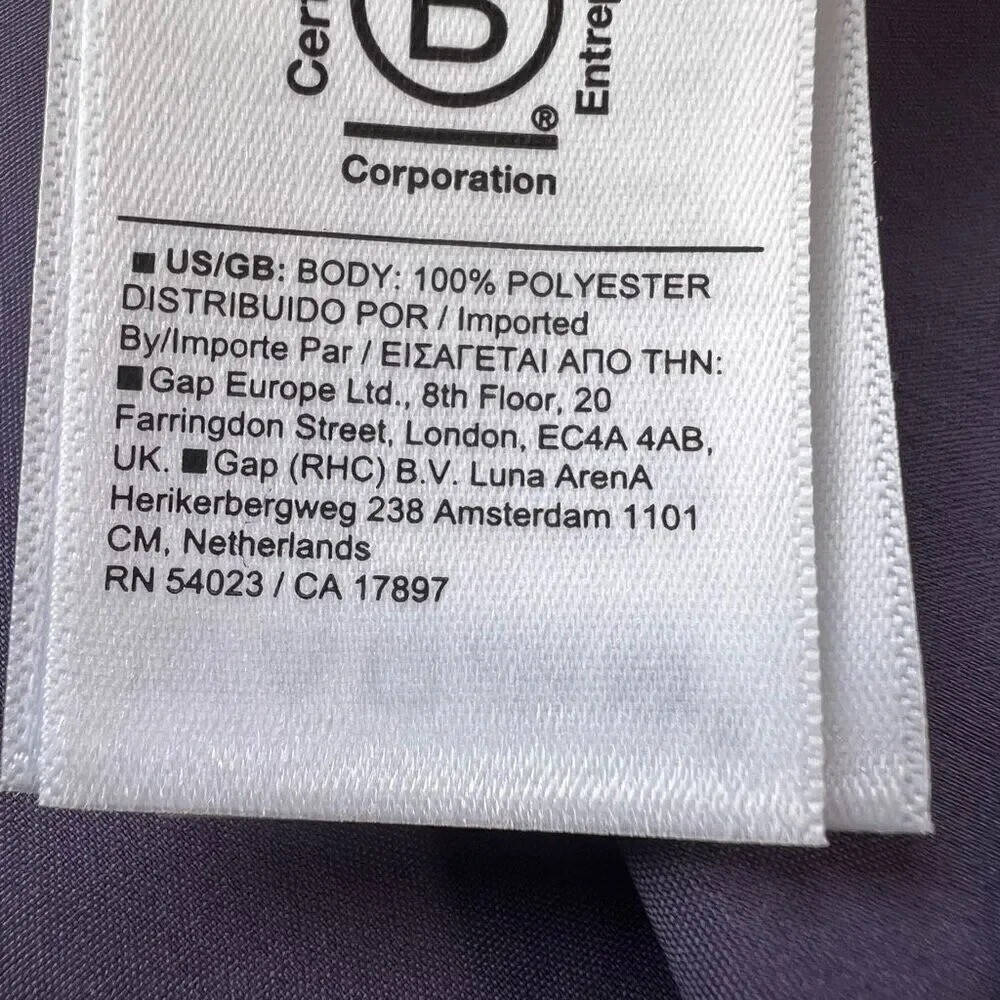 Cer
B
Entrep
®
Corporation
■ US/GB: BODY: 100% POLYESTER
DISTRIBUIDO POR / Imported
By/Importe Par / ΕΙΣΑΓΕΤΑΙ ΑΠΟ ΤΗΝ:
■ Gap Europe Ltd., 8th Floor, 20
Farringdon Street, London, EC4A 4AB,
UK. ■ Gap (RHC) B.V. Luna ArenA
Herikerbergweg 238 Amsterdam 1101
CM, Netherlands
RN 54023 / CA 17897